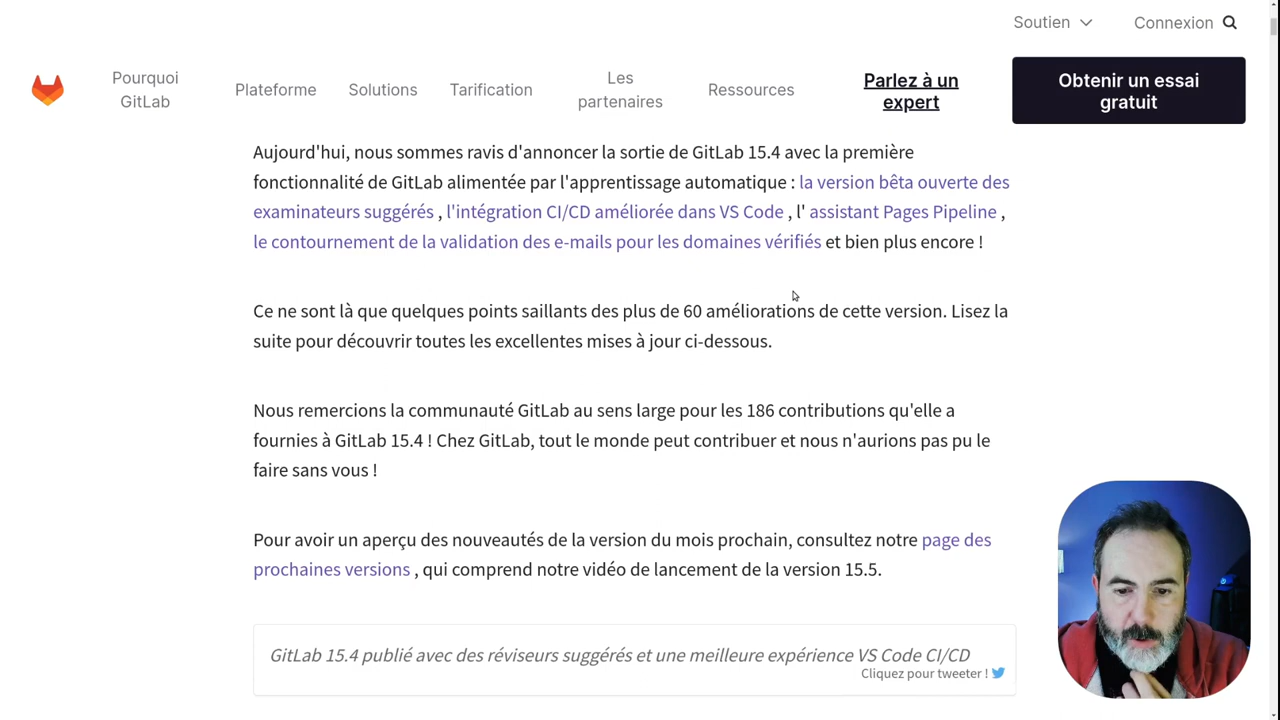 Soutien
Connexion
Pourquoi GitLab
Plateforme
Solutions
Tarification
Les partenaires
Ressources
Parlez à un expert
Obtenir un essai gratuit
Aujourd'hui, nous sommes ravis d'annoncer la sortie de GitLab 15.4 avec la première
fonctionnalité de GitLab alimentée par l'apprentissage automatique : la version bêta ouverte des
examinateurs suggérés , l'intégration CI/CD améliorée dans VS Code , l' assistant Pages Pipeline ,
le contournement de la validation des e-mails pour les domaines vérifiés et bien plus encore !
Ce ne sont là que quelques points saillants des plus de 60 améliorations de cette version. Lisez la
suite pour découvrir toutes les excellentes mises à jour ci-dessous.
Nous remercions la communauté GitLab au sens large pour les 186 contributions qu'elle a
fournies à GitLab 15.4 ! Chez GitLab, tout le monde peut contribuer et nous n'aurions pas pu le
faire sans vous !
Pour avoir un aperçu des nouveautés de la version du mois prochain, consultez notre page des
prochaines versions , qui comprend notre vidéo de lancement de la version 15.5.
GitLab 15.4 publié avec des réviseurs suggérés et une meilleure expérience VS Code CI/CD
Cliquez pour tweeter !